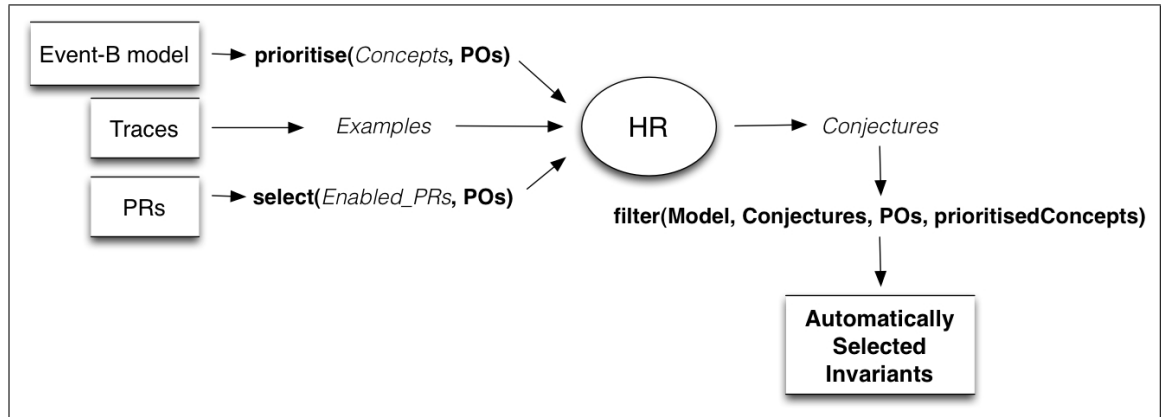 Event-B model
prioritise(Concepts, POs)
Traces
Examples
HR
Conjectures
PRs
select(Enabled_PRs, POs)
filter(Model, Conjectures, POs, prioritisedConcepts)
Automatically
Selected
Invariants